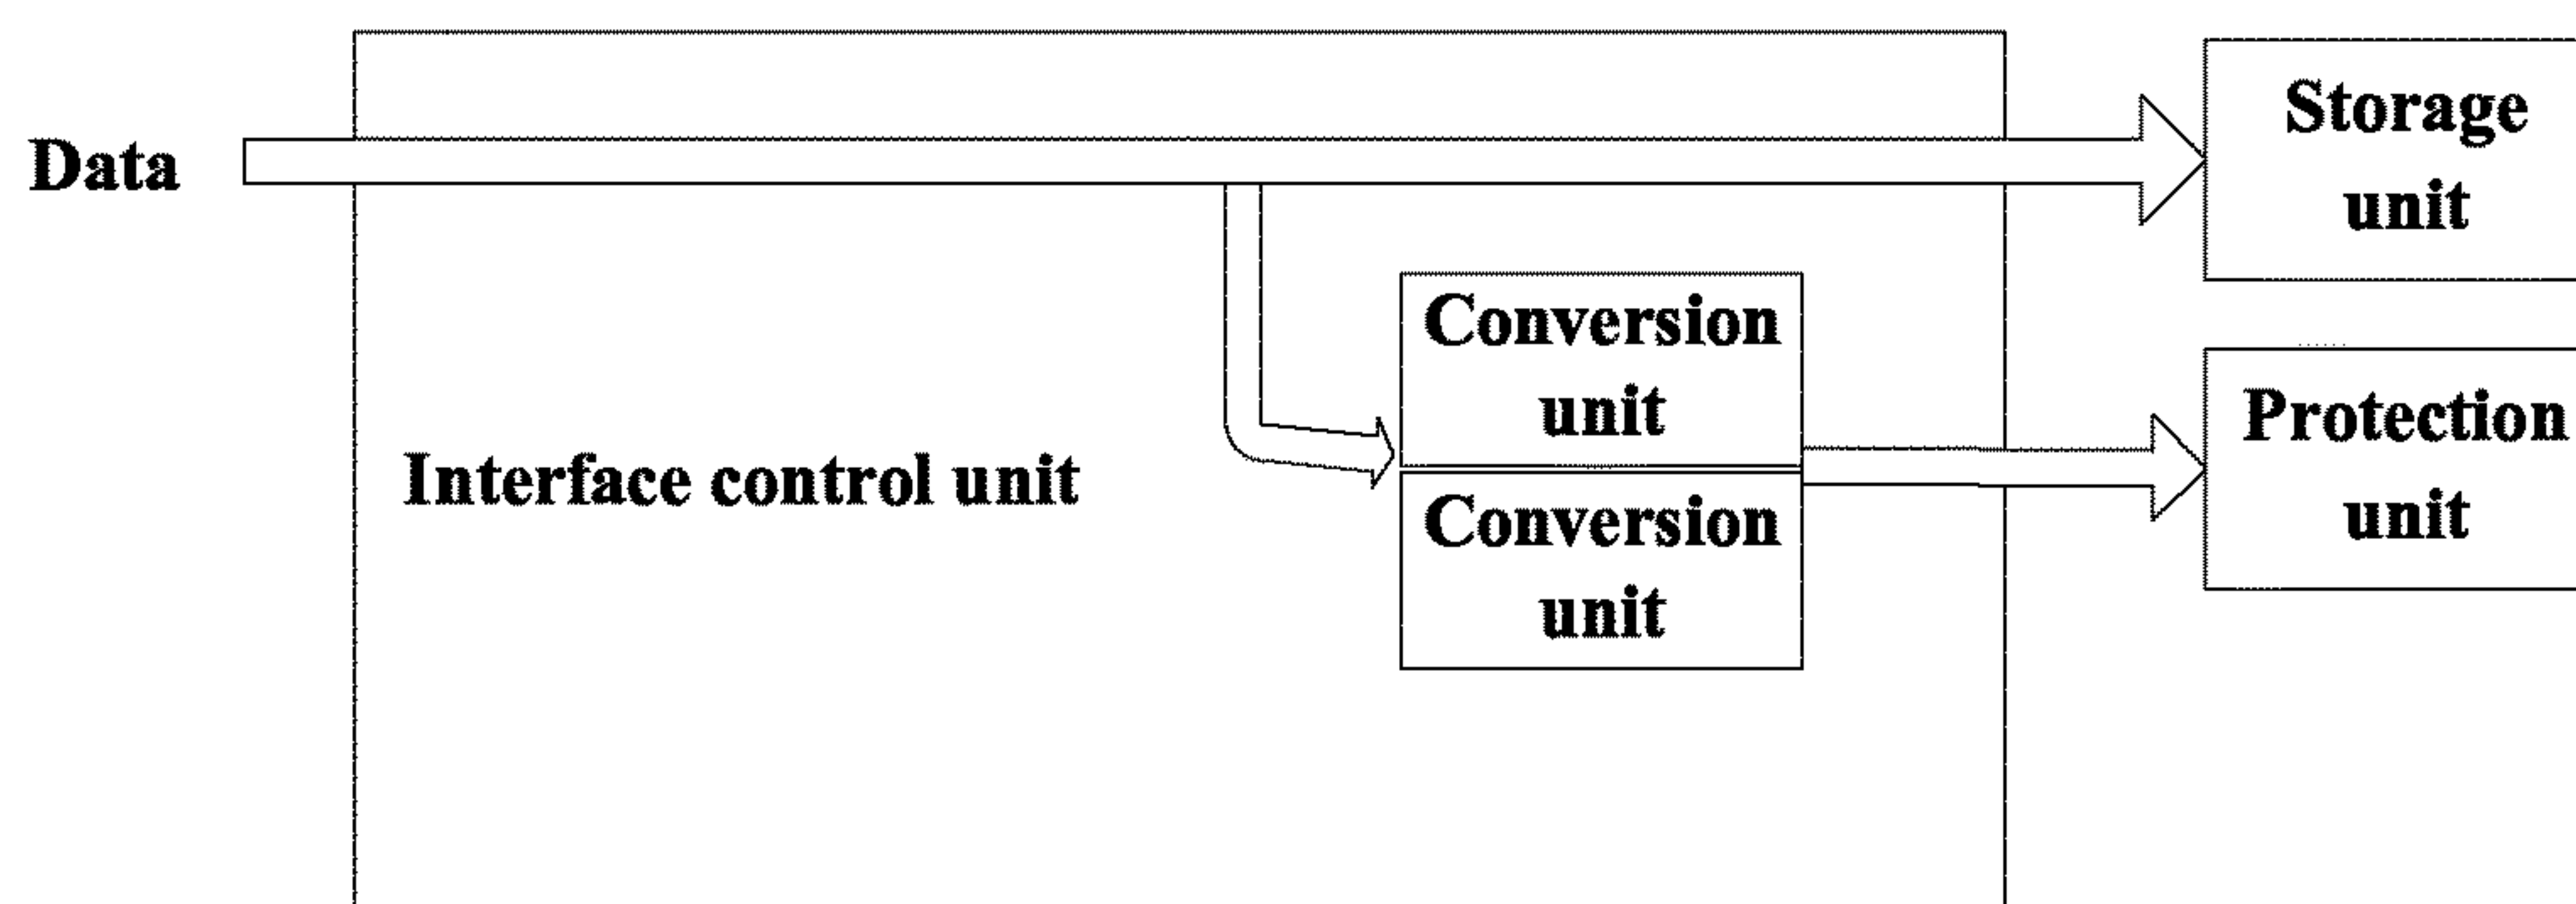 Data
Storage
unit
Interface control unit
Conversion
unit
Conversion
unit
Protection
unit